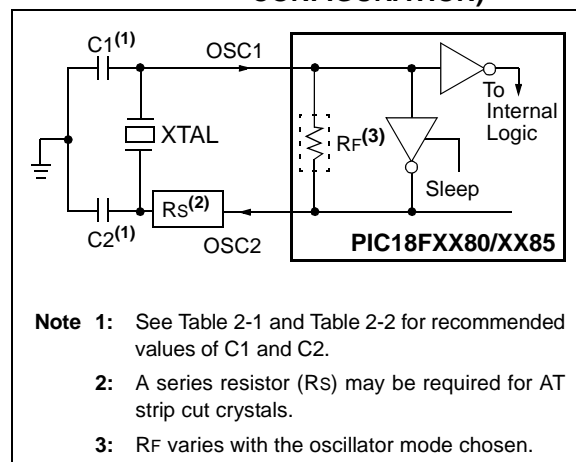 CONFIGURATION)
C1(1)
OSC1
To
Internal
Logic
XTAL
RF(3)
Sleep
C2(1)
RS(2)
OSC2
PIC18FXX80/XX85
Note 1: See Table 2-1 and Table 2-2 for recommended
values of C1 and C2.
2: A series resistor (RS) may be required for AT
strip cut crystals.
3: RF varies with the oscillator mode chosen.